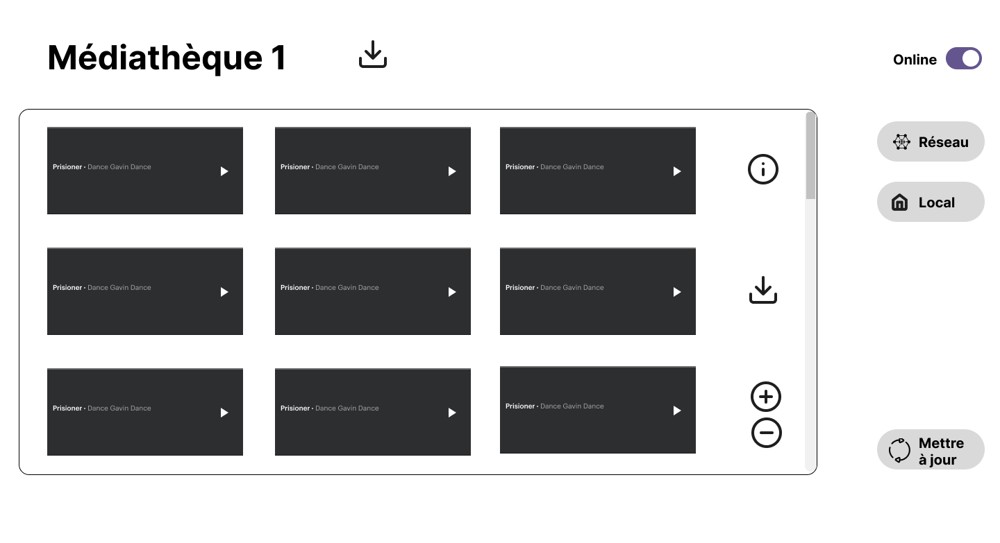 Médiathèque 1
Online
Prisioner • Dance Gavin Dance
Prisioner • Dance Gavin Dance
Prisioner • Dance Gavin Dance
Réseau
Local
Prisioner • Dance Gavin Dance
Prisioner • Dance Gavin Dance
Prisioner • Dance Gavin Dance
Prisioner • Dance Gavin Dance
Prisioner • Dance Gavin Dance
Prisioner • Dance Gavin Dance
Mettre
à jour